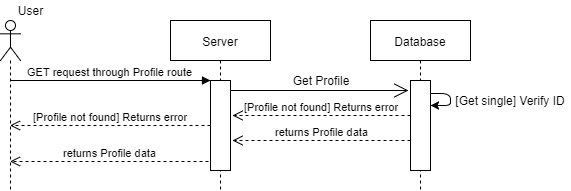 User
Server
Database
GET request through Profile route
Get Profile
[Get single] Verify ID
[Profile not found] Returns error
[Profile not found] Returns error
returns Profile data
returns Profile data